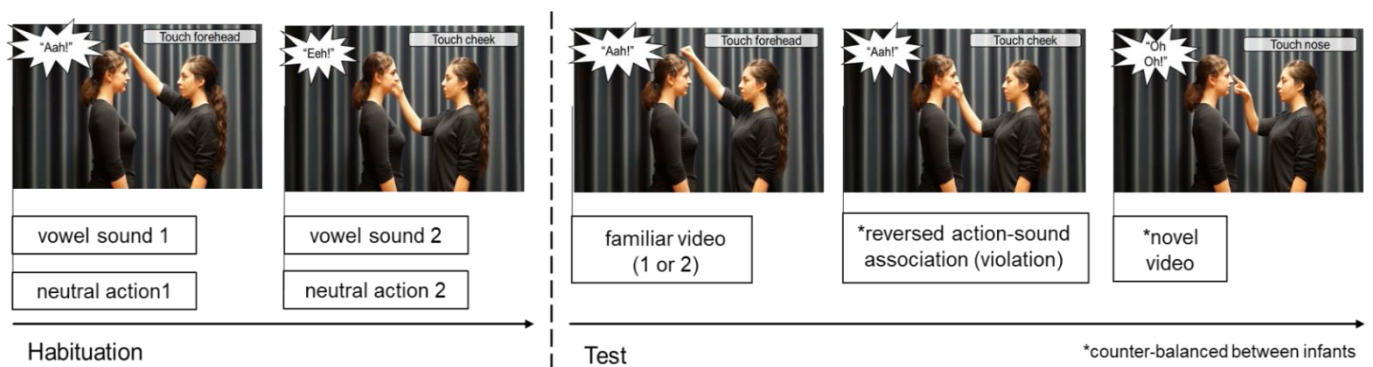 "Aah!"
Touch forehead
"Eeh!"
Touch cheek
"Aah!"
Touch forehead
"Aah!"
Touch cheek
"Oh
Oh!"
Touch nose
vowel sound 1
vowel sound 2
familiar video
(1 or 2)
*reversed action-sound
association (violation)
*novel
video
neutral action1
neutral action 2
Habituation
Test
*counter-balanced between infants